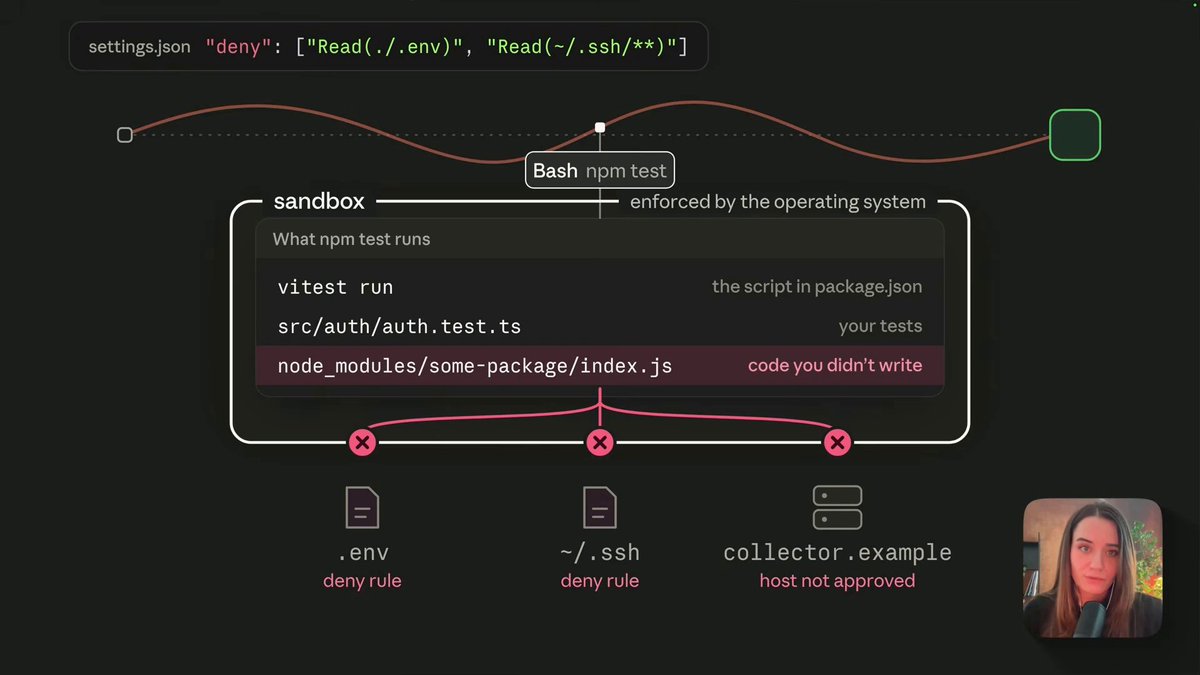 settings.json "deny": ["Read(./.env)", "Read(~/.ssh/**)"]
Bash npm test
sandbox enforced by the operating system
What npm test runs
vitest run the script in package.json
src/auth/auth.test.ts your tests
node_modules/some-package/index.js code you didn’t write
.env ~/.ssh collector.example
deny rule deny rule host not approved